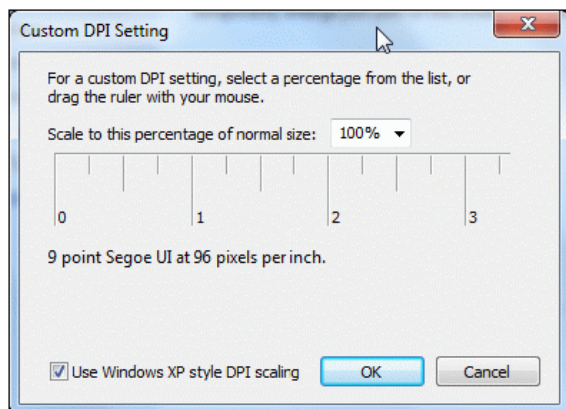 Custom DPI Setting
For a custom DPI setting, select a percentage from the list, or
drag the ruler with your mouse.
Scale to this percentage of normal size: 100%
0 1 2 3
9 point Segoe UI at 96 pixels per inch.
Use Windows XP style DPI scaling OK Cancel